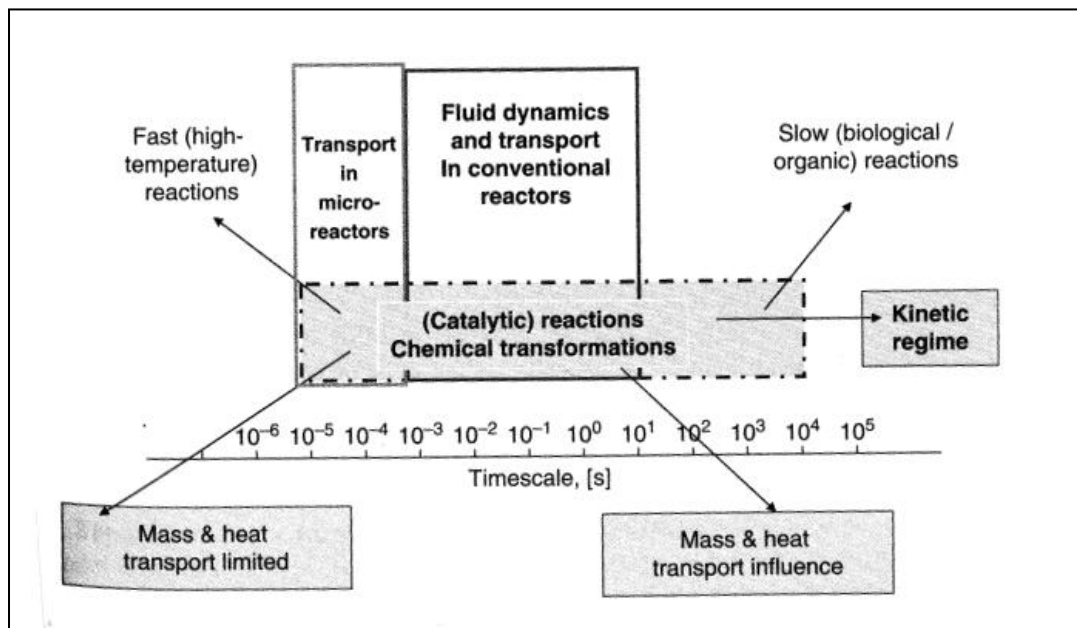 Fast (high-
temperature)
reactions
Transport
in
micro-
reactors
Fluid dynamics
and transport
In conventional
reactors
Slow (biological /
organic) reactions
(Catalytic) reactions
Chemical transformations
Kinetic
regime
10⁻⁶ 10⁻⁵ 10⁻⁴ 10⁻³ 10⁻² 10⁻¹ 10⁰ 10¹ 10² 10³ 10⁴ 10⁵
Timescale, [s]
Mass & heat
transport limited
Mass & heat
transport influence